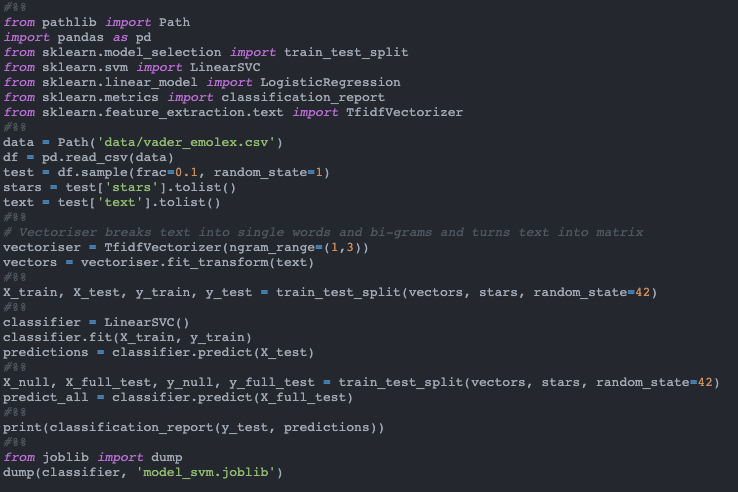 #%%
from pathlib import Path
import pandas as pd
from sklearn.model_selection import train_test_split
from sklearn.svm import LinearSVC
from sklearn.linear_model import LogisticRegression
from sklearn.metrics import classification_report
from sklearn.feature_extraction.text import TfidfVectorizer
#%%
data = Path('data/vader_emolex.csv')
df = pd.read_csv(data)
test = df.sample(frac=0.1, random_state=1)
stars = test['stars'].tolist()
text = test['text'].tolist()
#%%
# Vectoriser breaks text into single words and bi-grams and turns text into matrix
vectoriser = TfidfVectorizer(ngram_range=(1,3))
vectors = vectoriser.fit_transform(text)
#%%
X_train, X_test, y_train, y_test = train_test_split(vectors, stars, random_state=42)
#%%
classifier = LinearSVC()
classifier.fit(X_train, y_train)
predictions = classifier.predict(X_test)
#%%
X_null, X_full_test, y_null, y_full_test = train_test_split(vectors, stars, random_state=42)
predict_all = classifier.predict(X_full_test)
#%%
print(classification_report(y_test, predictions))
#%%
from joblib import dump
dump(classifier, 'model_svm.joblib')